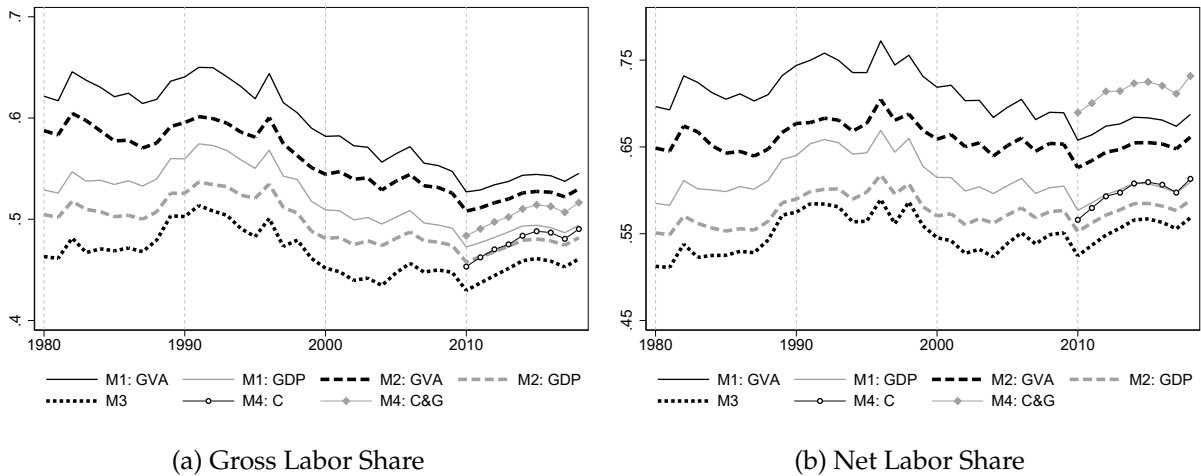 .7
.6
.5
.4
1980 1990 2000 2010
M1: GVA M1: GDP M2: GVA M2: GDP
M3 M4: C M4: C&G
(a) Gross Labor Share
.75
.65
.55
.45
1980 1990 2000 2010
M1: GVA M1: GDP M2: GVA M2: GDP
M3 M4: C M4: C&G
(b) Net Labor Share